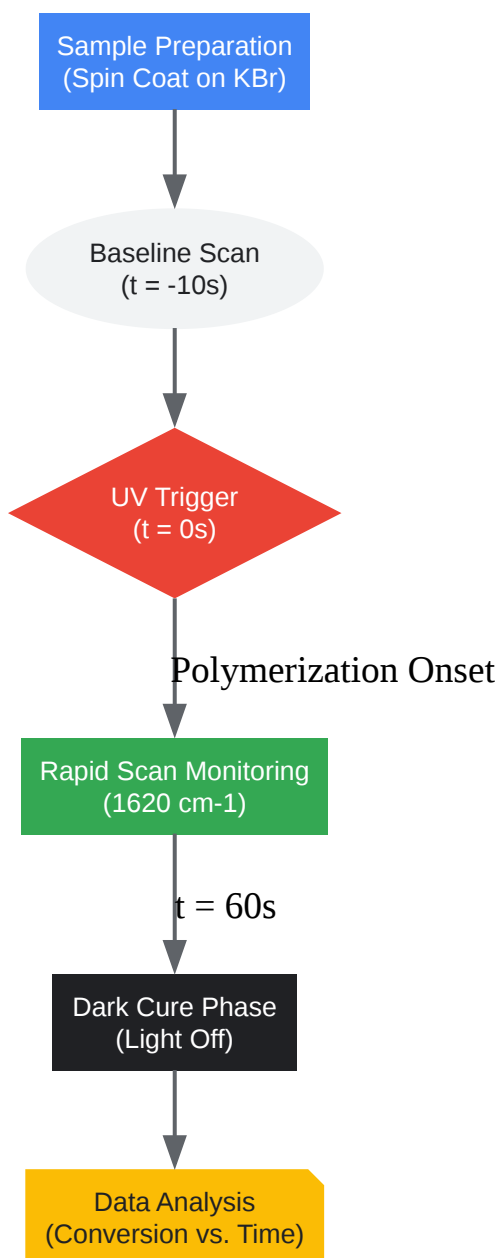 Sample Preparation
(Spin Coat on KBr)
Baseline Scan
(t = -10s)
UV Trigger
(t = 0s)
Polymerization Onset
Rapid Scan Monitoring
(1620 cm-1)
t = 60s
Dark Cure Phase
(Light Off)
Data Analysis
(Conversion vs. Time)